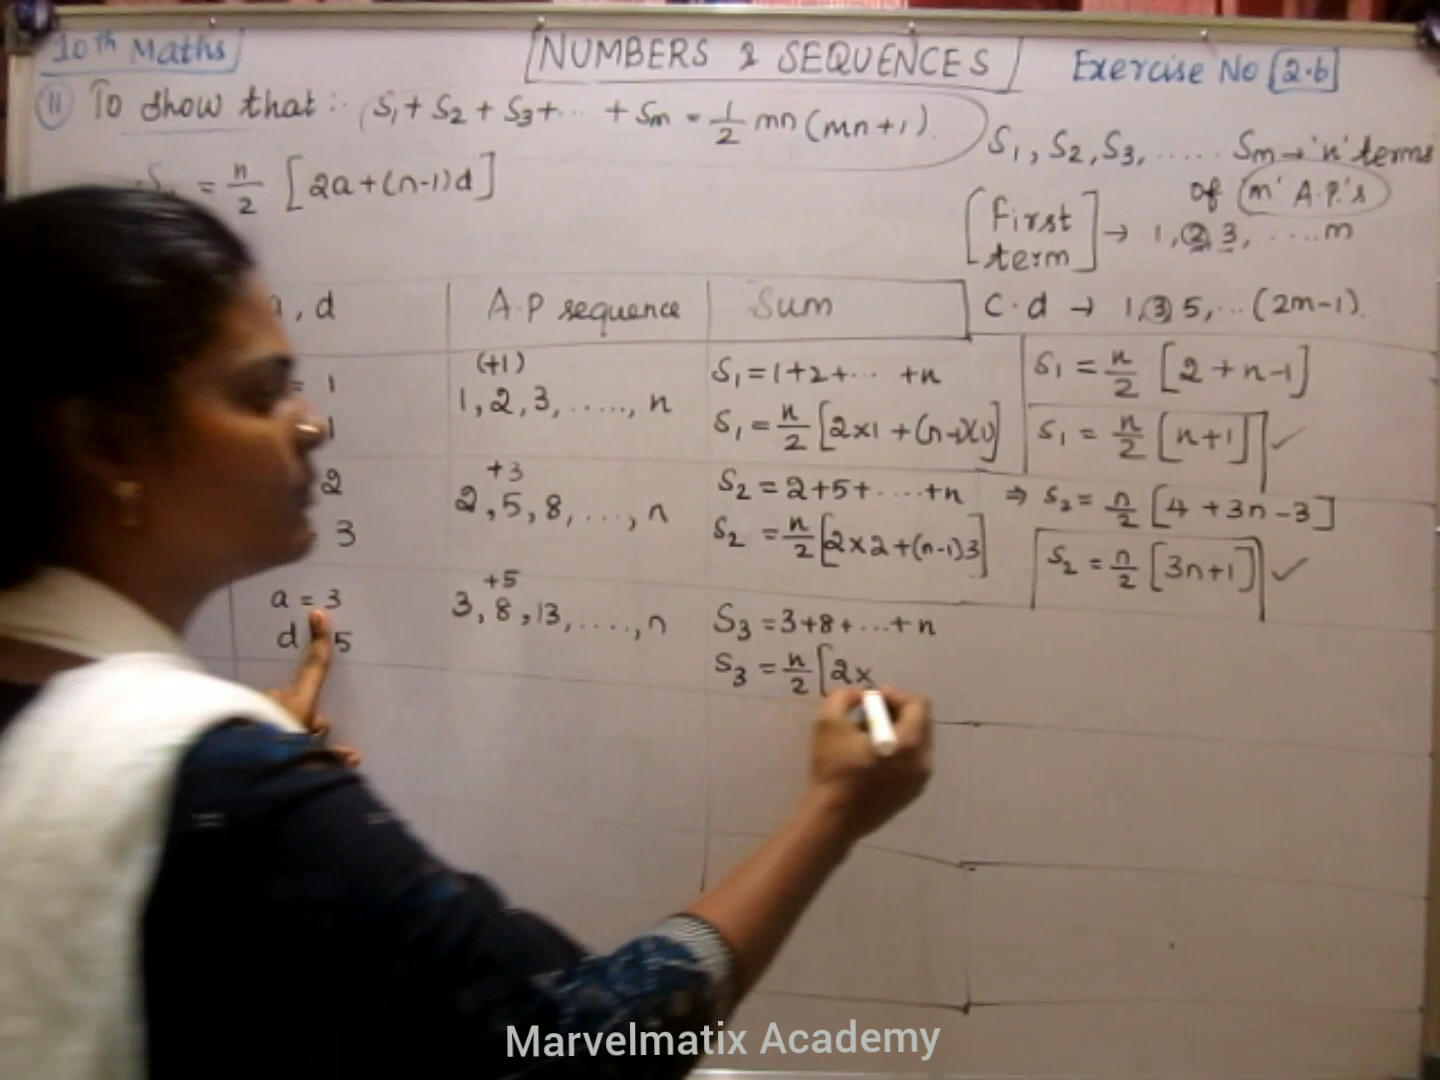 10th Maths
NUMBERS & SEQUENCES
Exercise No 2.6
11 To show that :- S₁ + S₂ + S₃ + ... + Sm = 1/2 mn (mn+1).
S₁, S₂, S₃, ...... Sm → 'n' terms
of 'm' A.P.'s
= n/2 [2a + (n-1)d]
[First term] → 1, 2, 3, .....m
, d
A.P sequence
Sum
C.d → 1, 3, 5, ... (2m-1).
= 1
1
(+1)
1, 2, 3, ....., n
S₁ = 1+2+... +n
S₁ = n/2 [2x1 + (n-1)(1)]
S₁ = n/2 [2 + n-1]
S₁ = n/2 [n+1] ✓
2
3
+3
2, 5, 8, ..., n
S₂ = 2+5+.....+n
S₂ = n/2 [2x2 + (n-1)3]
⇒ S₂ = n/2 [4 + 3n - 3]
S₂ = n/2 [3n+1] ✓
a = 3
d 5
+5
3, 8, 13, ...., n
S₃ = 3+8+...+n
S₃ = n/2 [2x
Marvelmatix Academy